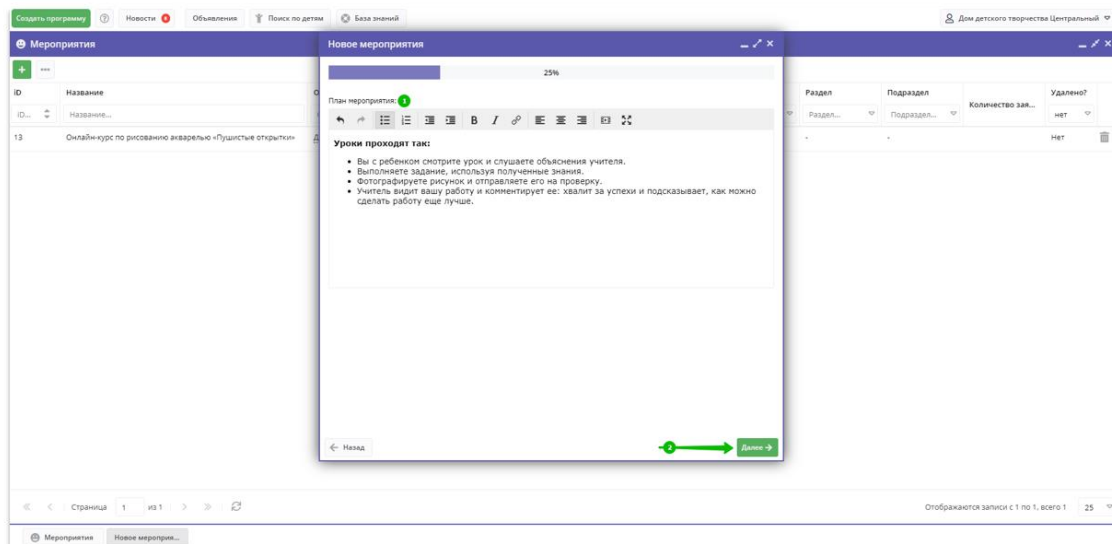 Создать программу Новости 6 Объявления Поиск по детям База знаний Дом детского творчества Центральный
Мероприятия
Новое мероприятия
25%
ID Название Раздел Подраздел Количество зая... Удалено?
ID... Название... Раздел... Подраздел... нет
13 Онлайн-курс по рисованию акварелью «Пушистые открытки» - - Нет
План мероприятия: 1
B I
Уроки проходят так:
• Вы с ребенком смотрите урок и слушаете объяснения учителя.
• Выполняете задание, используя полученные знания.
• Фотографируете рисунок и отправляете его на проверку.
• Учитель видит вашу работу и комментирует ее: хвалит за успехи и подсказывает, как можно
сделать работу еще лучше.
← Назад 2 Далее →
Страница 1 из 1 Отображаются записи с 1 по 1, всего 1 25
Мероприятия Новое мероприя...